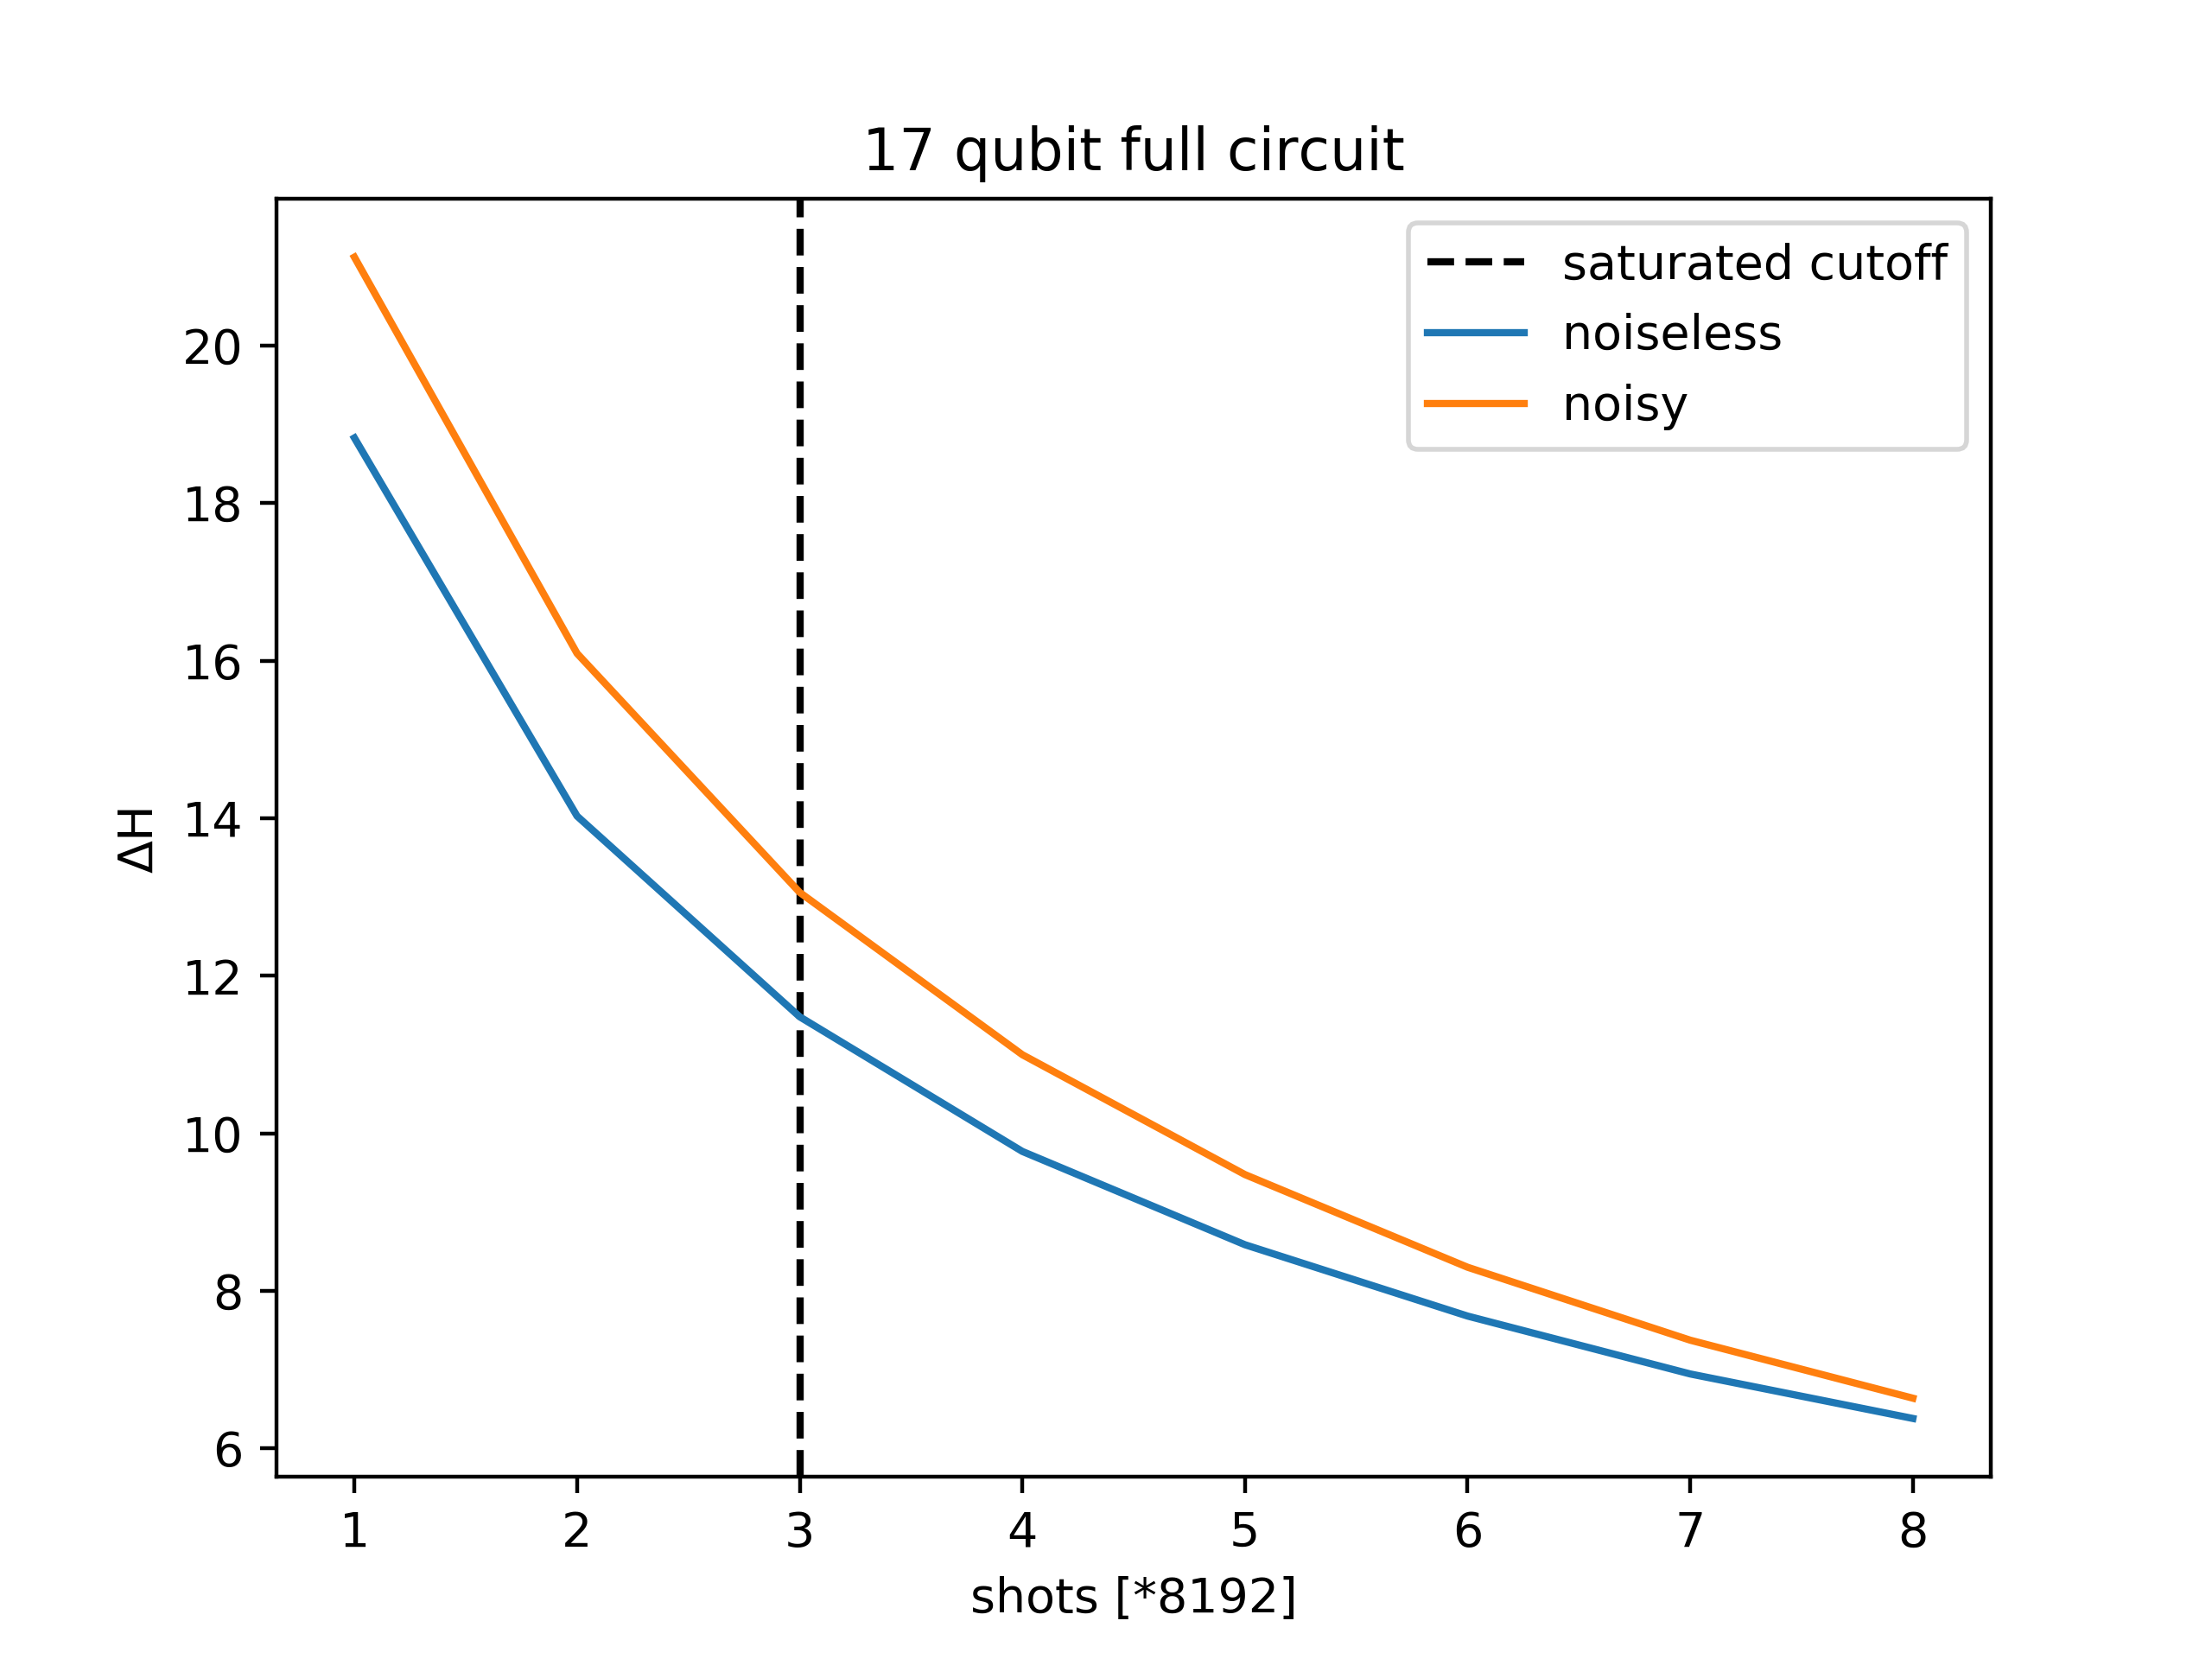 17 qubit full circuit
saturated cutoff
noiseless
noisy
20
18
16
14
12
10
8
6
ΔH
1 2 3 4 5 6 7 8
shots [*8192]